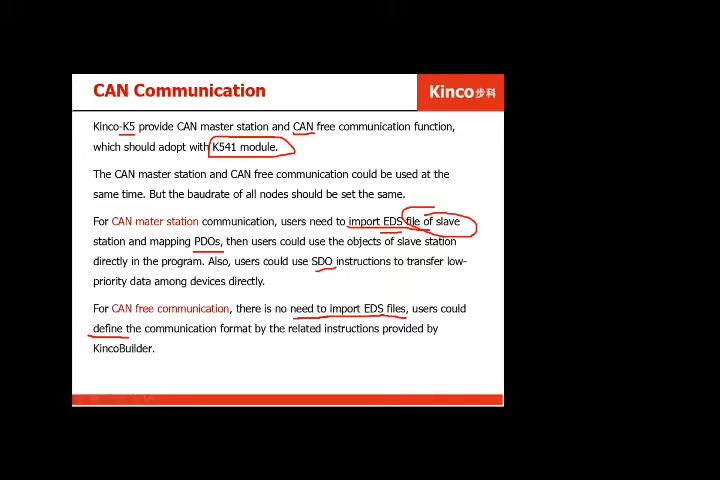 CAN Communication
Kinco步科
Kinco-K5 provide CAN master station and CAN free communication function,
which should adopt with K541 module.
The CAN master station and CAN free communication could be used at the
same time. But the baudrate of all nodes should be set the same.
For CAN mater station communication, users need to import EDS file of slave
station and mapping PDOs, then users could use the objects of slave station
directly in the program. Also, users could use SDO instructions to transfer low-
priority data among devices directly.
For CAN free communication, there is no need to import EDS files, users could
define the communication format by the related instructions provided by
KincoBuilder.